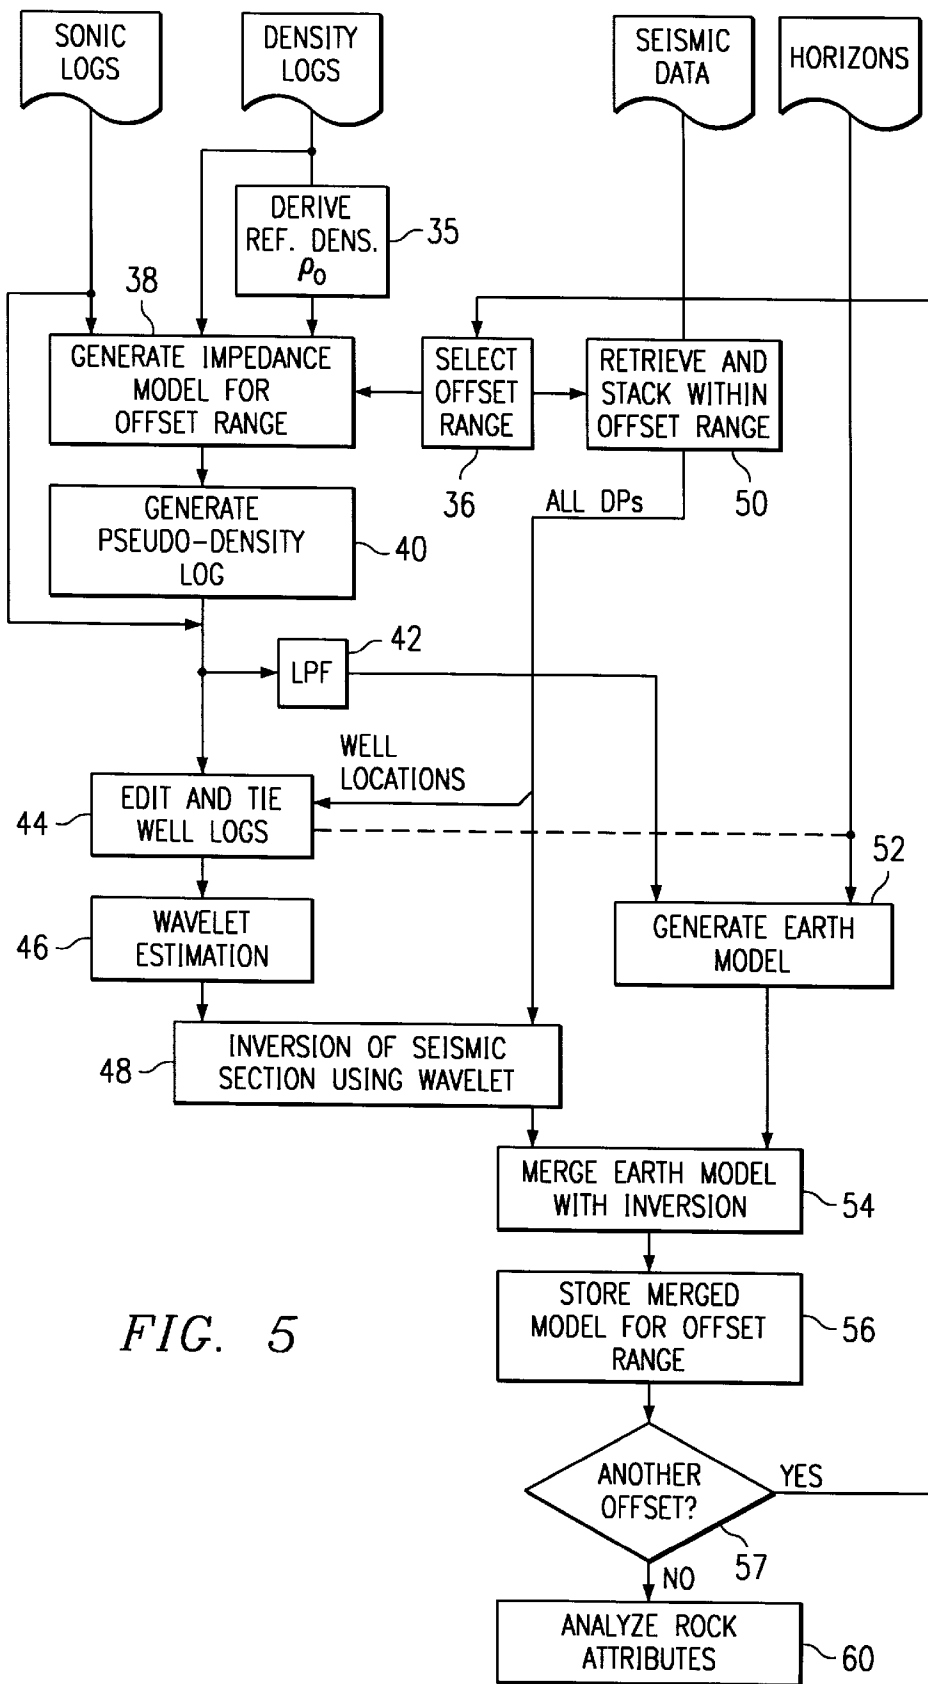 SONIC
LOGS
DENSITY
LOGS
SEISMIC
DATA
HORIZONS
DERIVE
REF. DENS.
ρ0
35
38
GENERATE IMPEDANCE
MODEL FOR
OFFSET RANGE
SELECT
OFFSET
RANGE
36
RETRIEVE AND
STACK WITHIN
OFFSET RANGE
50
ALL DPs
GENERATE
PSEUDO-DENSITY
LOG
40
LPF
42
WELL
LOCATIONS
EDIT AND TIE
WELL LOGS
44
52
GENERATE EARTH
MODEL
WAVELET
ESTIMATION
46
INVERSION OF SEISMIC
SECTION USING WAVELET
48
MERGE EARTH MODEL
WITH INVERSION
54
STORE MERGED
MODEL FOR OFFSET
RANGE
56
FIG. 5
ANOTHER
OFFSET?
YES
57
NO
ANALYZE ROCK
ATTRIBUTES
60